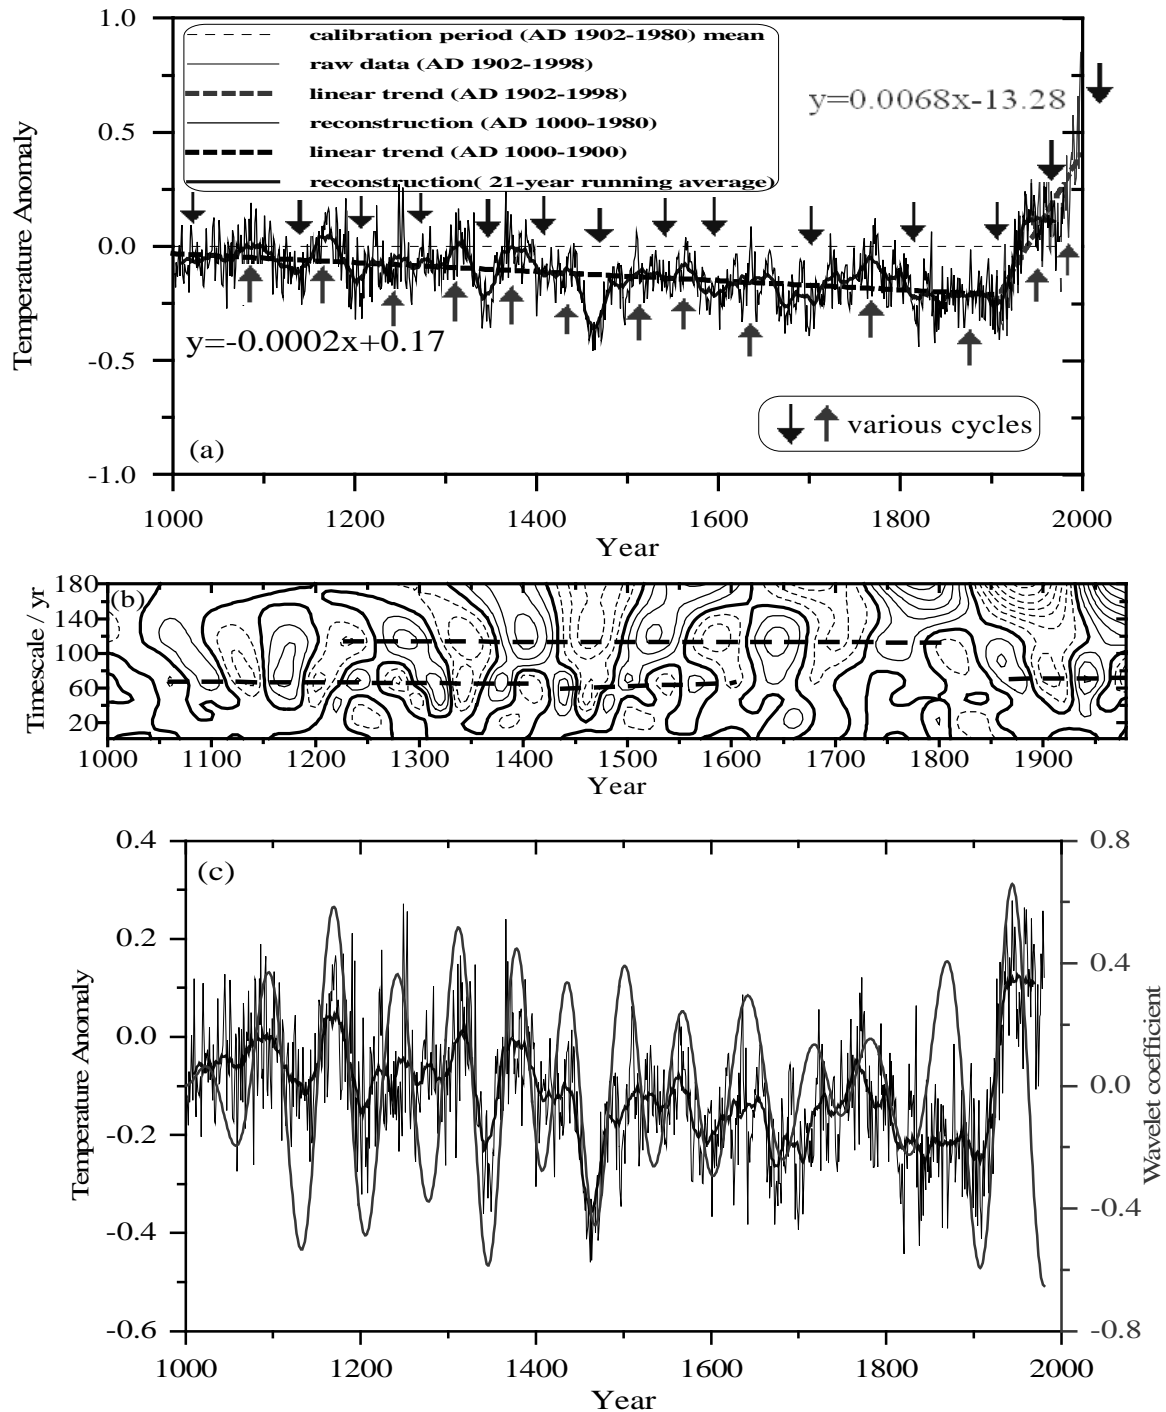 1.0
0.5
0.0
-0.5
-1.0
Temperature Anomaly
calibration period (AD 1902-1980) mean
raw data (AD 1902-1998)
linear trend (AD 1902-1998)
reconstruction (AD 1000-1980)
linear trend (AD 1000-1900)
reconstruction( 21-year running average)
y=0.0068x-13.28
y=-0.0002x+0.17
various cycles
(a)
1000 1200 1400 1600 1800 2000
Year
180
140
100
60
20
Timescale / yr
(b)
1000 1100 1200 1300 1400 1500 1600 1700 1800 1900
Year
0.4
0.2
0.0
-0.2
-0.4
-0.6
Temperature Anomaly
(c)
0.8
0.4
0.0
-0.4
-0.8
Wavelet coefficient
1000 1200 1400 1600 1800 2000
Year